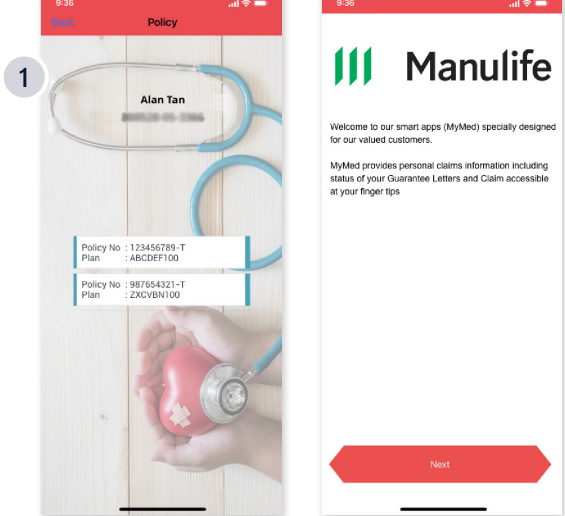 9:36
Back
Policy
1
Alan Tan
Policy No : 123456789-T
Plan : ABCDEF100
Policy No : 987654321-T
Plan : ZXCVBN100
9:36
Manulife
Welcome to our smart apps (MyMed) specially designed
for our valued customers.
MyMed provides personal claims information including
status of your Guarantee Letters and Claim accessible
at your finger tips
Next